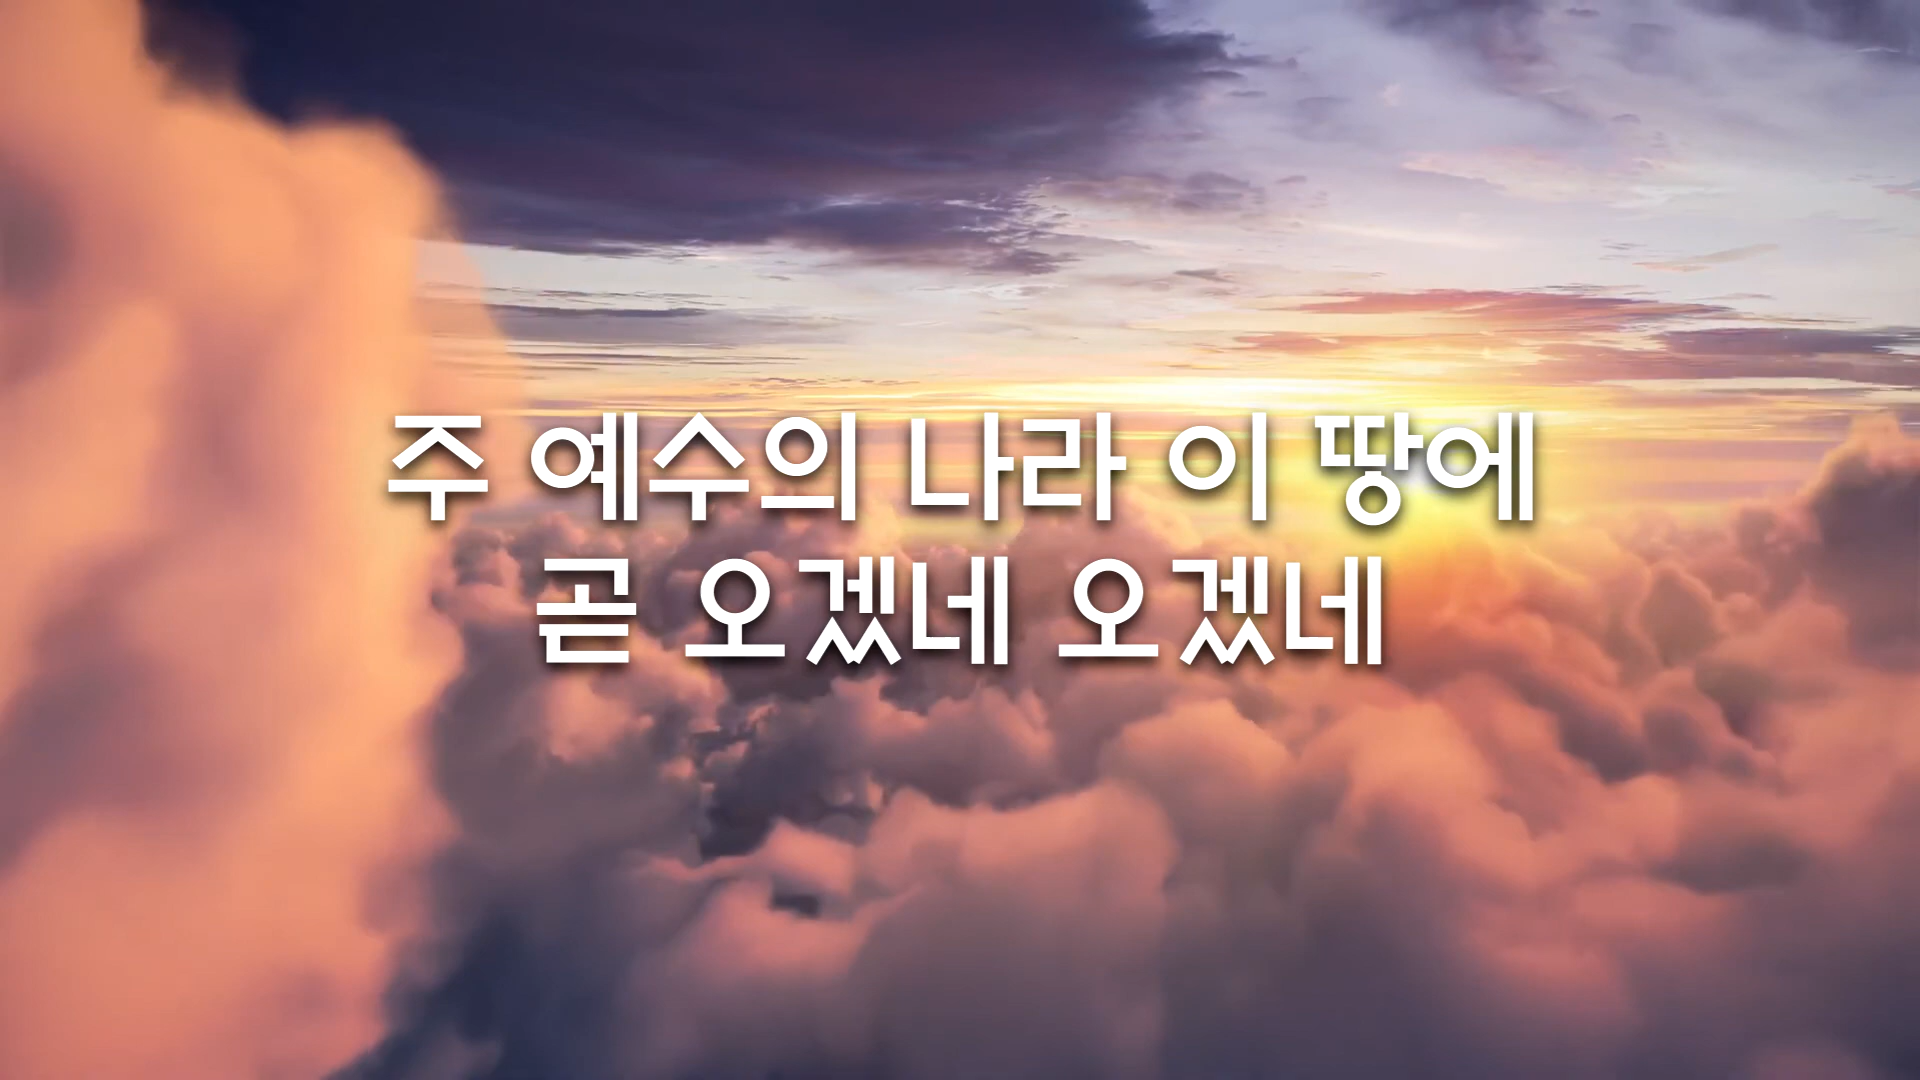 주 예수의 나라 이 땅에
곧 오겠네 오겠네